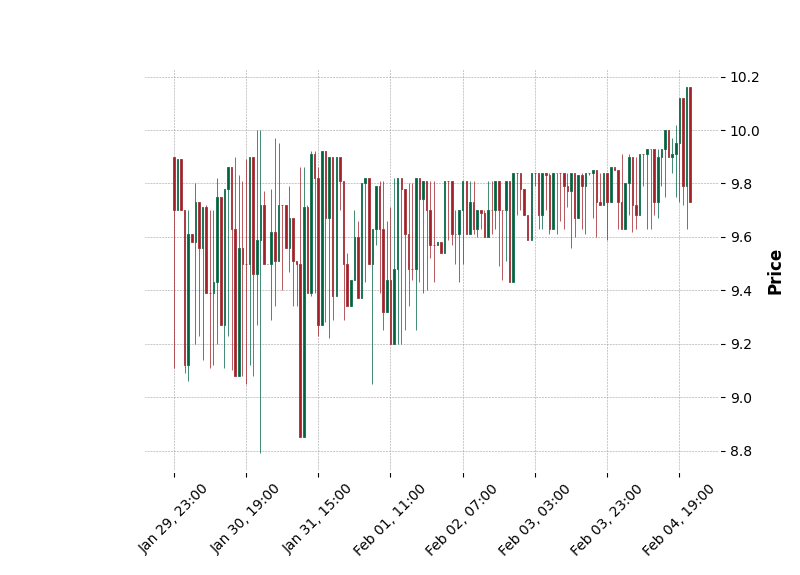 10.2
10.0
9.8
9.6
9.4
9.2
9.0
8.8
Price
Jan 29, 23:00
Jan 30, 19:00
Jan 31, 15:00
Feb 01, 11:00
Feb 02, 07:00
Feb 03, 03:00
Feb 03, 23:00
Feb 04, 19:00